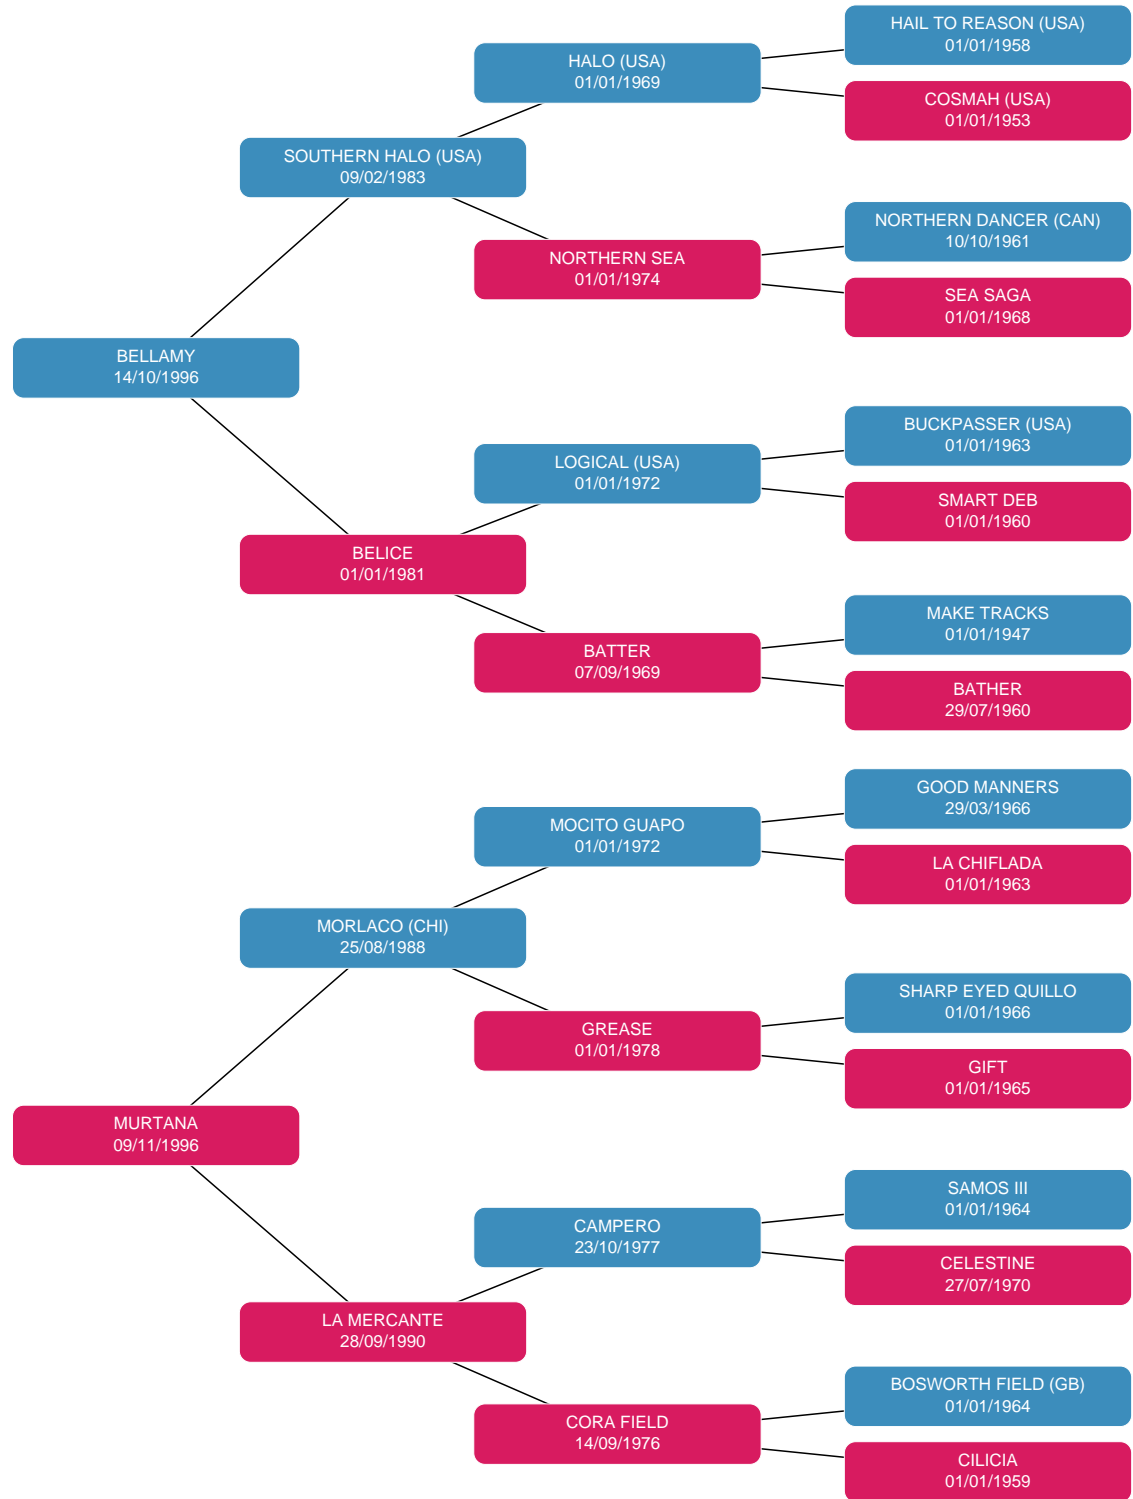 HAIL TO REASON (USA)
01/01/1958
HALO (USA)
01/01/1969
COSMAH (USA)
01/01/1953
SOUTHERN HALO (USA)
09/02/1983
NORTHERN DANCER (CAN)
10/10/1961
NORTHERN SEA
01/01/1974
SEA SAGA
01/01/1968
BELLAMY
14/10/1996
BUCKPASSER (USA)
01/01/1963
LOGICAL (USA)
01/01/1972
SMART DEB
01/01/1960
BELICE
01/01/1981
MAKE TRACKS
01/01/1947
BATTER
07/09/1969
BATHER
29/07/1960
GOOD MANNERS
29/03/1966
MOCITO GUAPO
01/01/1972
LA CHIFLADA
01/01/1963
MORLACO (CHI)
25/08/1988
SHARP EYED QUILLO
01/01/1966
GREASE
01/01/1978
GIFT
01/01/1965
MURTANA
09/11/1996
SAMOS III
01/01/1964
CAMPERO
23/10/1977
CELESTINE
27/07/1970
LA MERCANTE
28/09/1990
BOSWORTH FIELD (GB)
01/01/1964
CORA FIELD
14/09/1976
CILICIA
01/01/1959